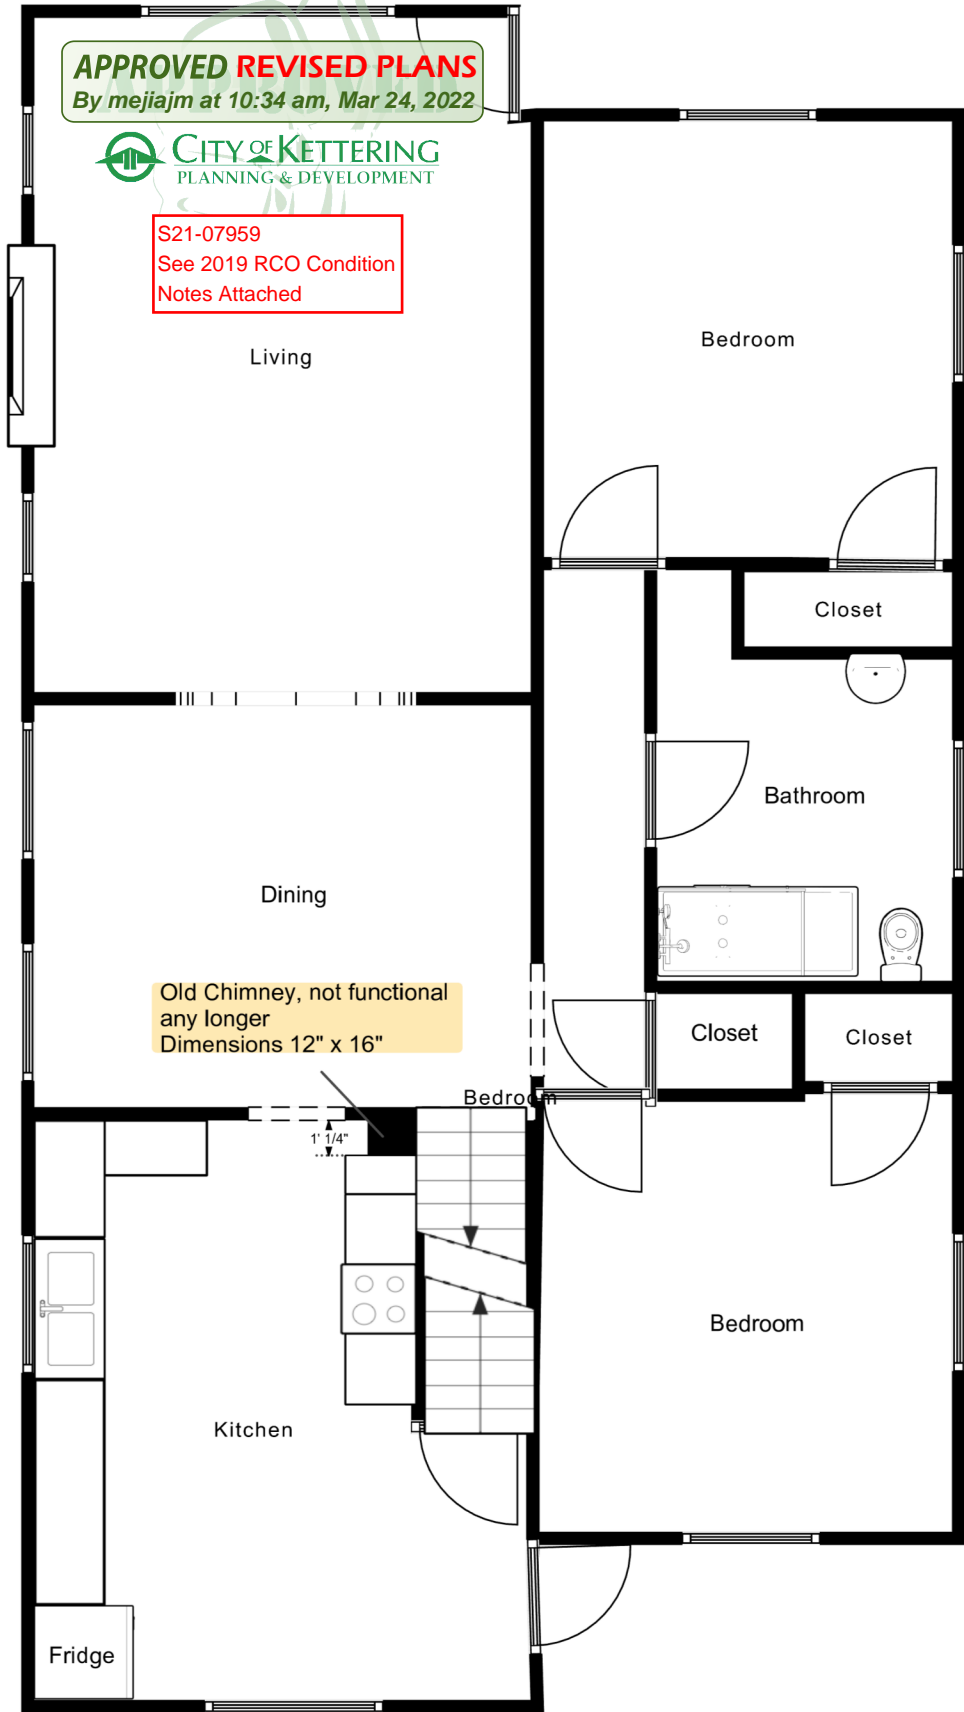 APPROVED REVISED PLANS
By mejiajm at 10:34 am, Mar 24, 2022
CITY OF KETTERING
PLANNING & DEVELOPMENT
S21-07959
See 2019 RCO Condition
Notes Attached
Living
Bedroom
Closet
Bathroom
Dining
Old Chimney, not functional
any longer
Dimensions 12" x 16"
Closet
Closet
Bedroom
1' 1/4"
Bedroom
Kitchen
Fridge